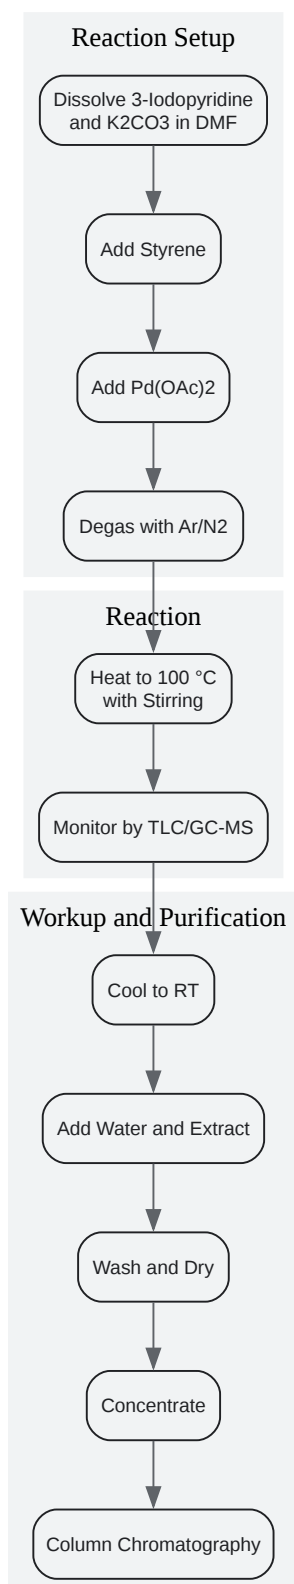 Reaction Setup
Dissolve 3-Iodopyridine
and K2CO3 in DMF
Add Styrene
Add Pd(OAc)2
Degas with Ar/N2
Reaction
Heat to 100 °C
with Stirring
Monitor by TLC/GC-MS
Workup and Purification
Cool to RT
Add Water and Extract
Wash and Dry
Concentrate
Column Chromatography